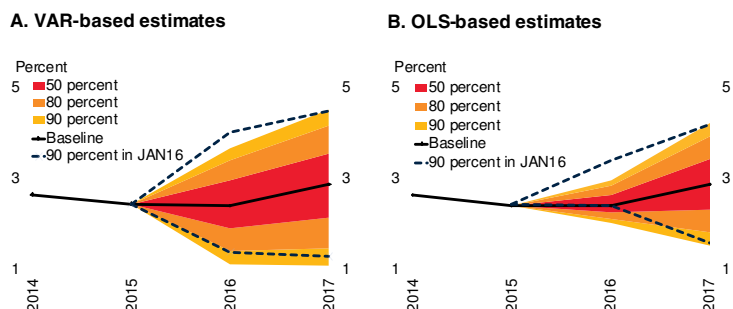 A. VAR-based estimates
Percent
5
50 percent
80 percent
90 percent
Baseline
90 percent in JAN16
3
1
5
3
1
2014
2015
2016
2017
B. OLS-based estimates
Percent
5
50 percent
80 percent
90 percent
Baseline
90 percent in JAN16
3
1
5
3
1
2014
2015
2016
2017